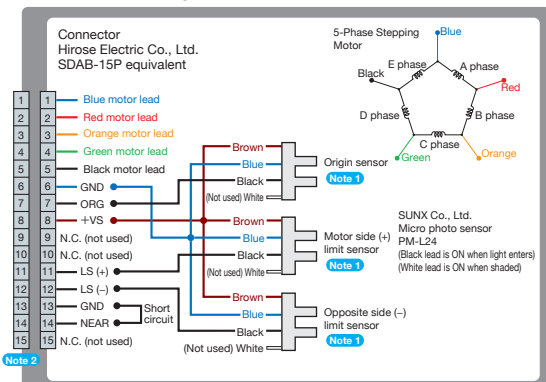 Connector
Hirose Electric Co., Ltd.
SDAB-15P equivalent
5-Phase Stepping
Motor
Blue
E phase
A phase
Black
Red
D phase
B phase
C phase
Green
Orange
1 1 Blue motor lead
2 2 Red motor lead
3 3 Orange motor lead
4 4 Green motor lead
5 5 Black motor lead
6 6 GND
7 7 ORG
8 8 +VS
9 9 N.C. (not used)
10 10 N.C. (not used)
11 11 LS (+)
12 12 LS (−)
13 13 GND
14 14 NEAR
Short
circuit
15 15 N.C. (not used)
Note 2
Brown
Blue
Black
(Not used) White
Origin sensor
Note 1
Brown
Blue
Black
(Not used) White
Motor side (+)
limit sensor
Note 1
Brown
Blue
Black
(Not used) White
Opposite side (−)
limit sensor
Note 1
SUNX Co., Ltd.
Micro photo sensor
PM-L24
(Black lead is ON when light enters)
(White lead is ON when shaded)